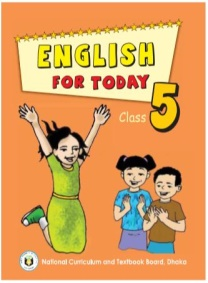 ENGLISH
FOR TODAY
Class 5
National Curriculum and Textbook Board, Dhaka